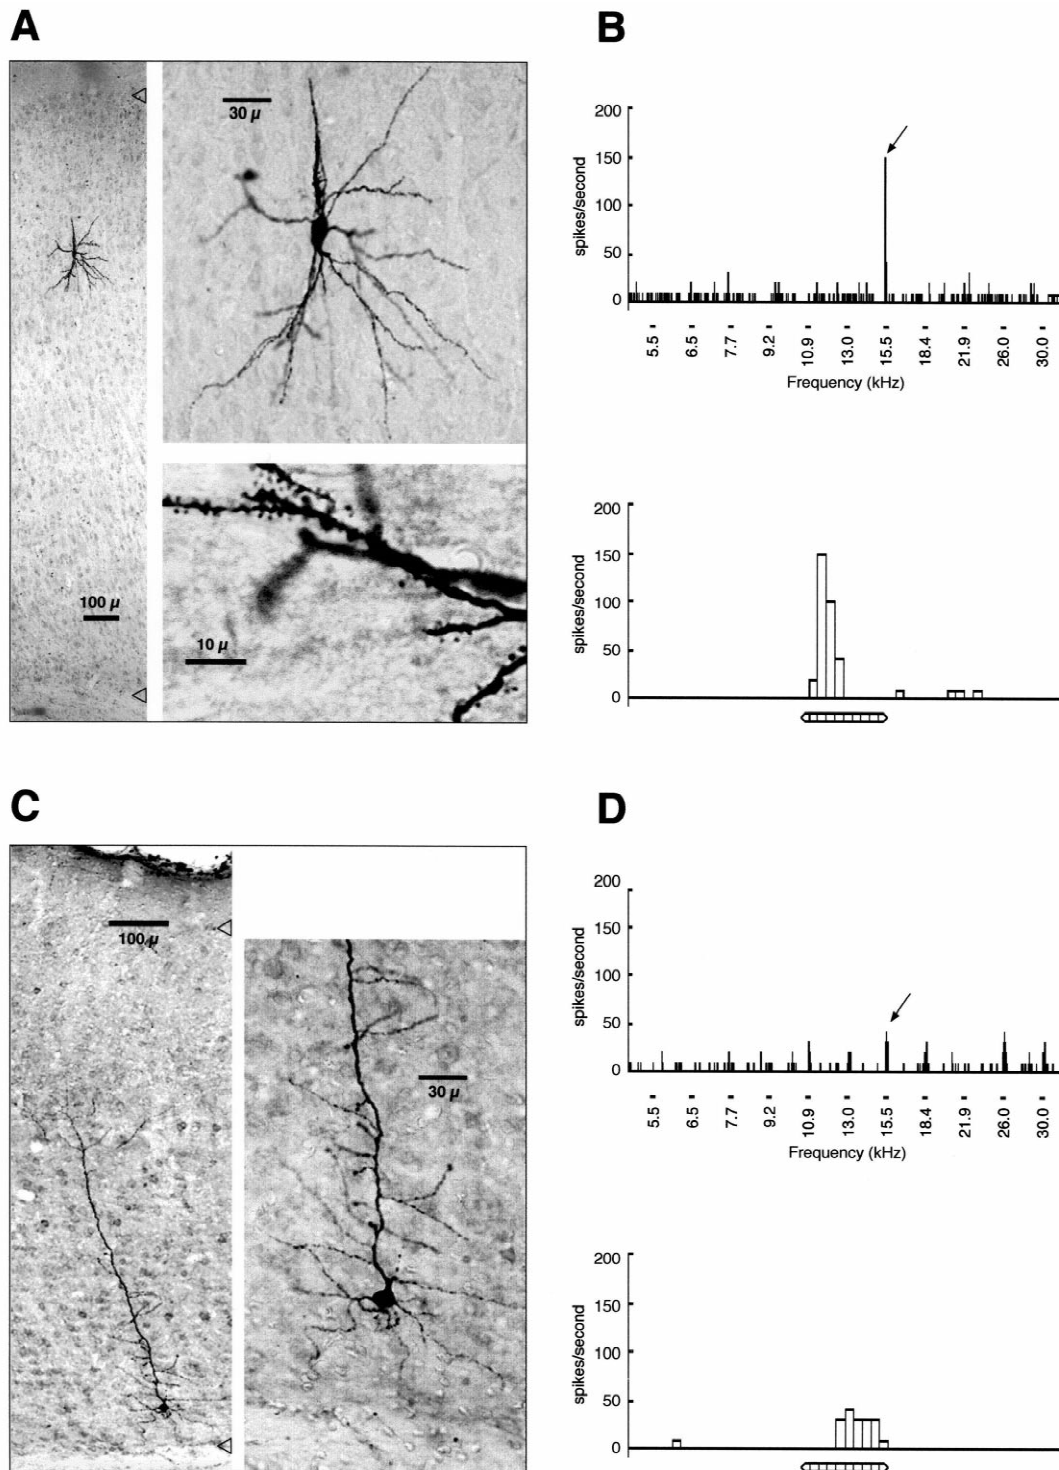 A
30 µ
100 µ
10 µ
B
200
150
100
50
0
spikes/second
5.5
6.5
7.7
9.2
10.9
13.0
15.5
18.4
21.9
26.0
30.0
Frequency (kHz)
200
150
100
50
0
spikes/second
C
100 µ
30 µ
D
200
150
100
50
0
spikes/second
5.5
6.5
7.7
9.2
10.9
13.0
15.5
18.4
21.9
26.0
30.0
Frequency (kHz)
200
150
100
50
0
spikes/second